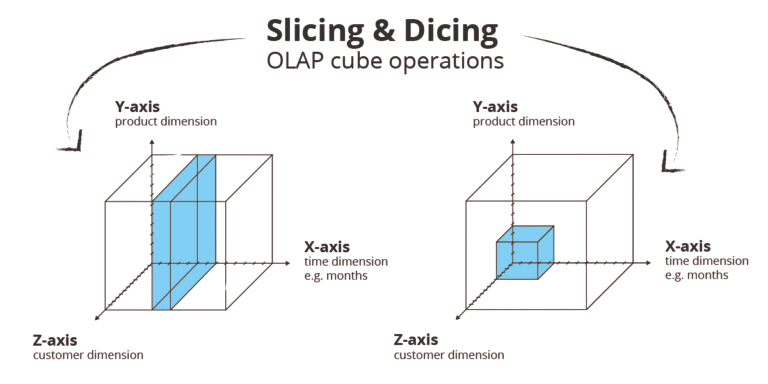 Slicing & Dicing
OLAP cube operations
Y-axis
product dimension
X-axis
time dimension
e.g. months
Z-axis
customer dimension
Y-axis
product dimension
X-axis
time dimension
e.g. months
Z-axis
customer dimension